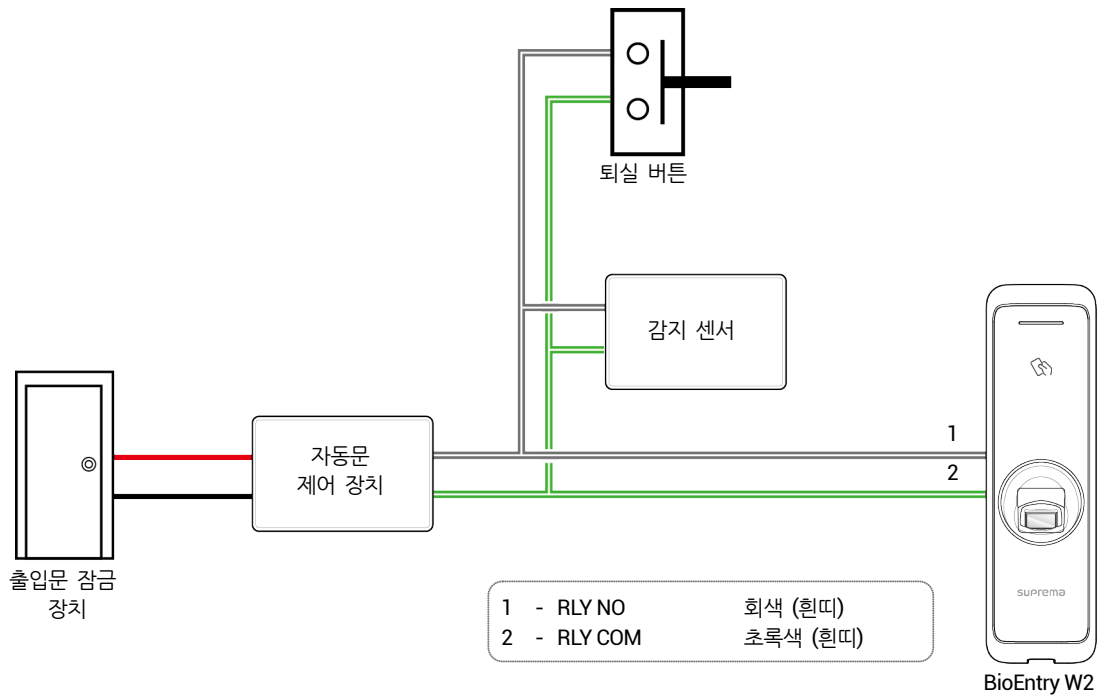 퇴실 버튼
감지 센서
자동문
제어 장치
1
2
출입문 잠금
장치
1 - RLY NO 회색 (흰띠)
2 - RLY COM 초록색 (흰띠)
suprema
BioEntry W2